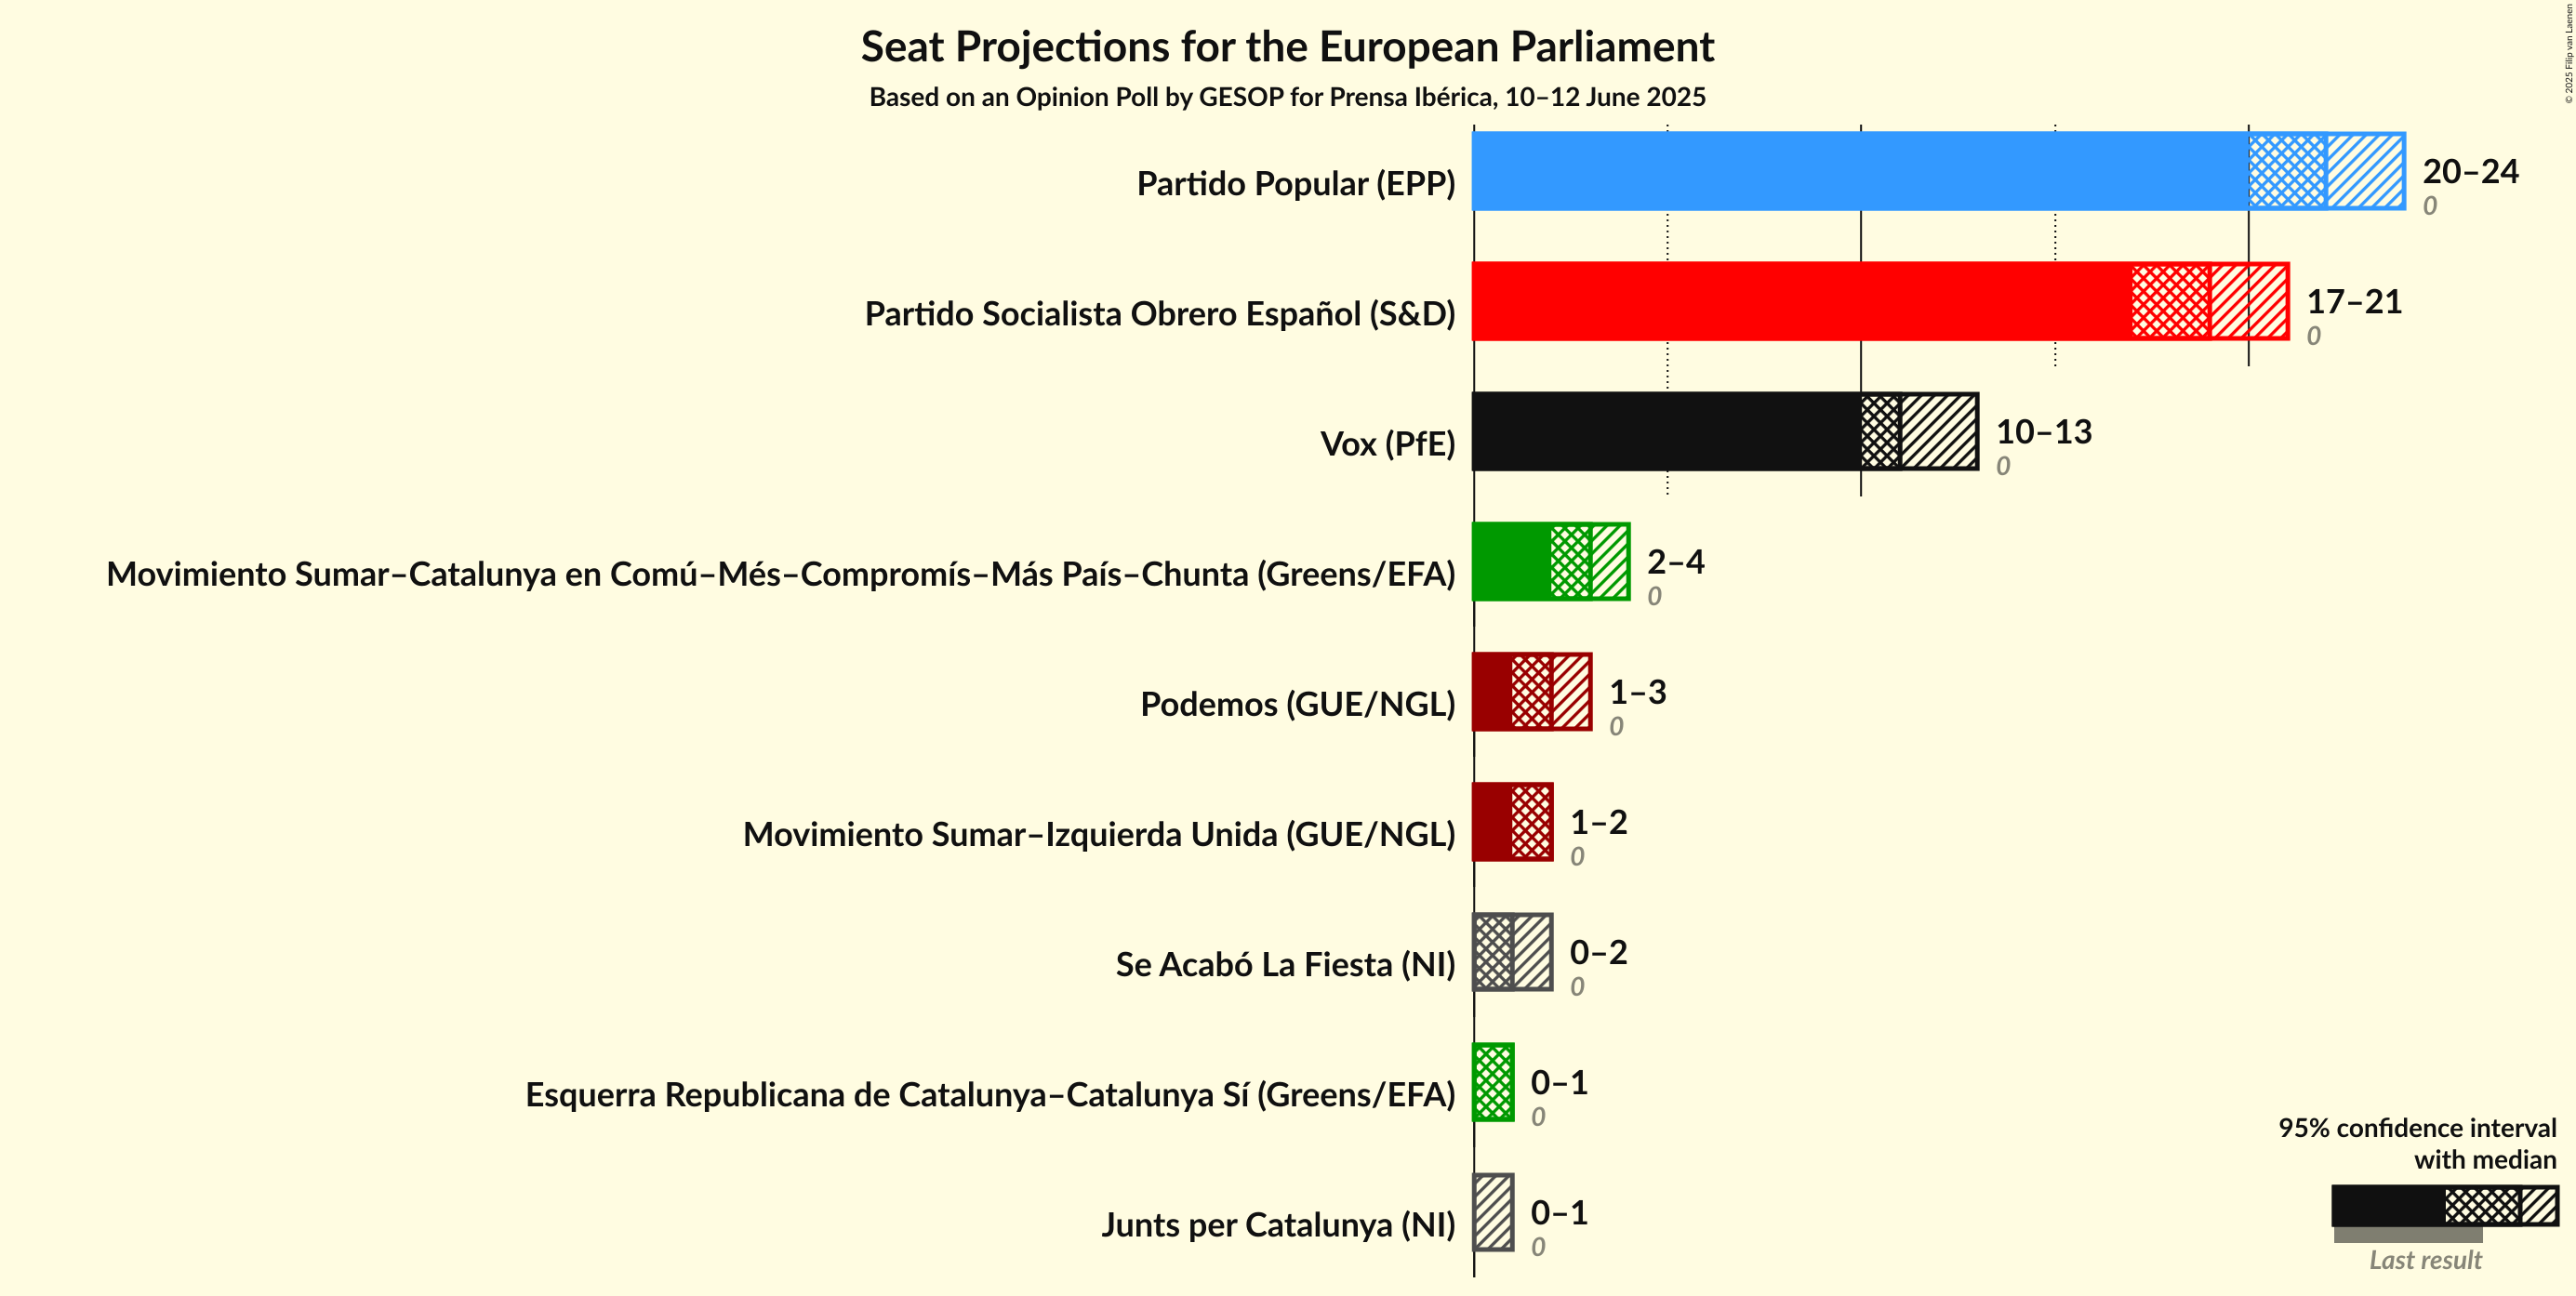 Seat Projections for the European Parliament
Based on an Opinion Poll by GESOP for Prensa Ibérica, 10–12 June 2025
© 2025 Filip van Laenen
Partido Popular (EPP)
20–24
0
Partido Socialista Obrero Español (S&D)
17–21
0
Vox (PfE)
10–13
0
Movimiento Sumar–Catalunya en Comú–Més–Compromís–Más País–Chunta (Greens/EFA)
2–4
0
Podemos (GUE/NGL)
1–3
0
Movimiento Sumar–Izquierda Unida (GUE/NGL)
1–2
0
Se Acabó La Fiesta (NI)
0–2
0
Esquerra Republicana de Catalunya–Catalunya Sí (Greens/EFA)
0–1
0
Junts per Catalunya (NI)
0–1
0
95% confidence interval
with median
Last result